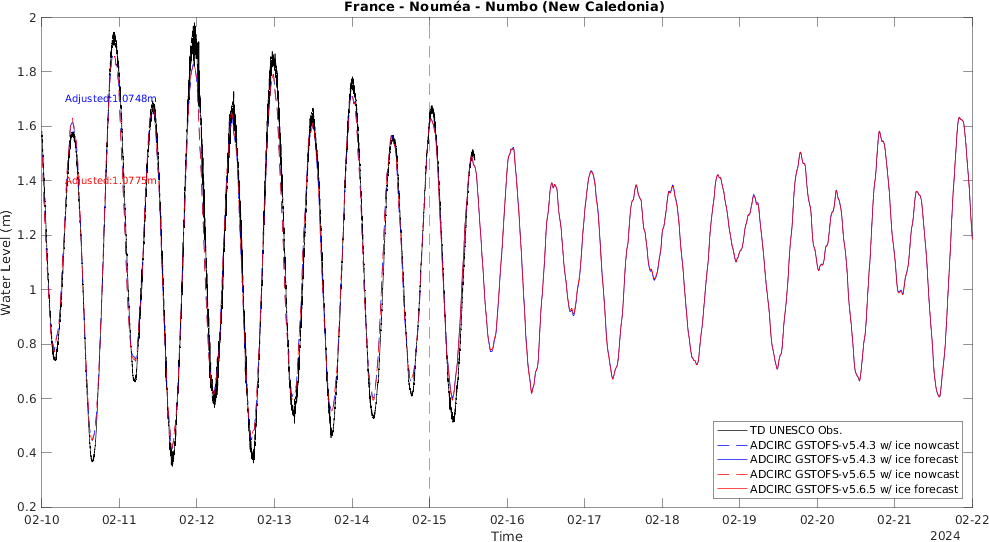 France - Nouméa - Numbo (New Caledonia)
Water Level (m)
2
1.8
1.6
1.4
1.2
1
0.8
0.6
0.4
0.2
Adjusted:1.0748m
Adjusted:1.0775m
TD UNESCO Obs.
ADCIRC GSTOFS-v5.4.3 w/ ice nowcast
ADCIRC GSTOFS-v5.4.3 w/ ice forecast
ADCIRC GSTOFS-v5.6.5 w/ ice nowcast
ADCIRC GSTOFS-v5.6.5 w/ ice forecast
02-10 02-11 02-12 02-13 02-14 02-15 02-16 02-17 02-18 02-19 02-20 02-21 02-22
Time
2024